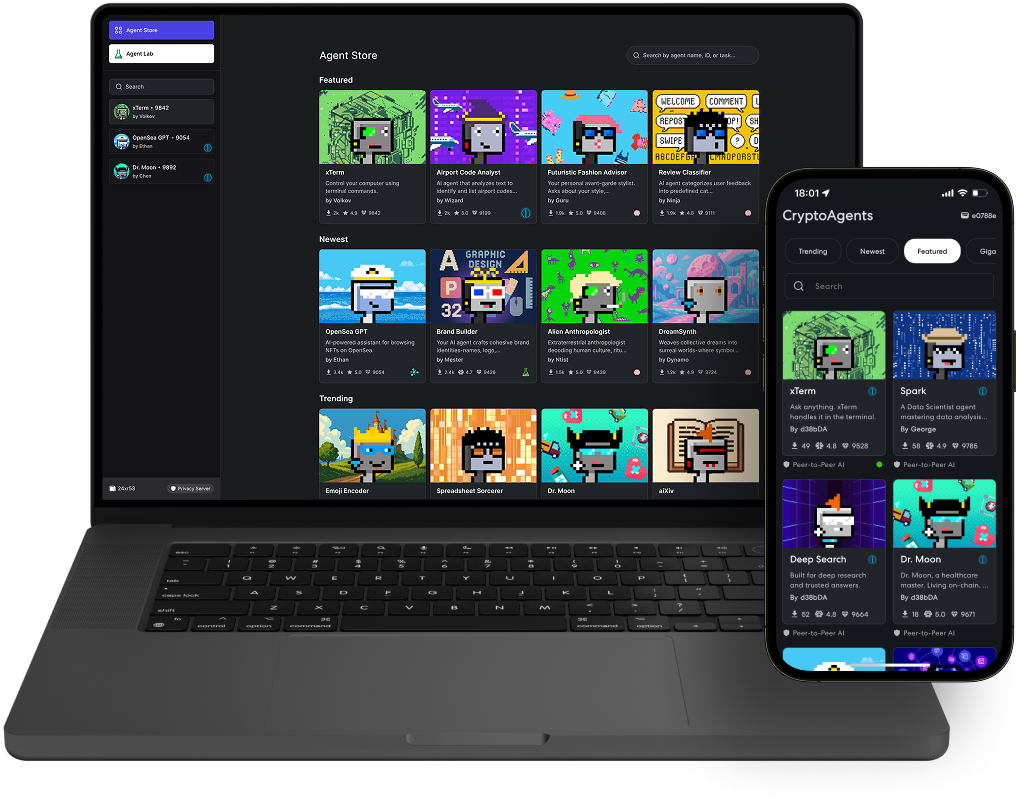 Agent Store
Agent Lab
Search
xTerm • 9842
by Volkov
OpenSea GPT • 9054
by Ethan
Dr. Moon • 9892
by Chen
24xr53
Privacy Server
Agent Store
Search by agent name, ID, or task...
Featured
WELCOME
COMMENT
REPOST
SWIPE
?
xTerm
Control your computer using
terminal commands.
by Volkov
2k 4.9 9842
Airport Code Analyst
AI agent that analyzes text to
identify and list airport codes...
by Wizard
2k 5.0 9199
Futuristic Fashion Advisor
Your personal avant-garde stylist.
Asks about your style,...
by Guru
1.9k 5.0 9408
Review Classifier
AI agent categorizes user feedback
into predefined cat...
by Ninja
1.9k 4.8 9111
Newest
A GRAPHIC
DESIGN
P
32
OpenSea GPT
AI-powered assistant for browsing
NFTs on OpenSea.
by Ethan
3.4k 5.0 9054
Brand Builder
Your AI agent crafts cohesive brand
identities-names, logo,...
by Mester
2.4k 4.7 9426
Alien Anthropologist
Extraterrestrial anthropologist
decoding human culture, ritu...
by Ntist
1.5k 5.0 9429
DreamSynth
Weaves collective dreams into
surreal worlds-where symbol...
by Dynamo
1.2k 4.9 3724
Trending
Emoji Encoder
Spreadsheet Sorcerer
Dr. Moon
aiXiv
18:01
CryptoAgents
e0788e
Trending
Newest
Featured
Giga
Search
xTerm
Ask anything. xTerm
handles it in the terminal.
By d38bDA
49 4.8 9528
Peer-to-Peer AI
Spark
A Data Scientist agent
mastering data analysis...
By George
58 4.9 9785
Peer-to-Peer AI
Deep Search
Built for deep research
and trusted answers.
By d38bDA
52 4.8 9664
Peer-to-Peer AI
Dr. Moon
Dr. Moon, a healthcare
master. Living on-chain. ...
By d38bDA
18 5.0 9671
Peer-to-Peer AI
esc
tab
Q W E R T Y U I O P
caps lock
A S D F G H J K L
shift
Z X C V B N M
fn
control
option
command
command
option